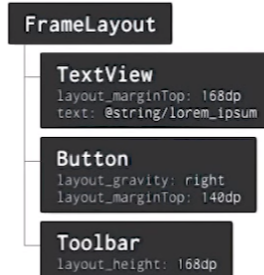 FrameLayout
TextView
layout_marginTop: 168dp
text: @string/lorem_ipsum
Button
layout_gravity: right
layout_marginTop: 140dp
Toolbar
layout_height: 168dp